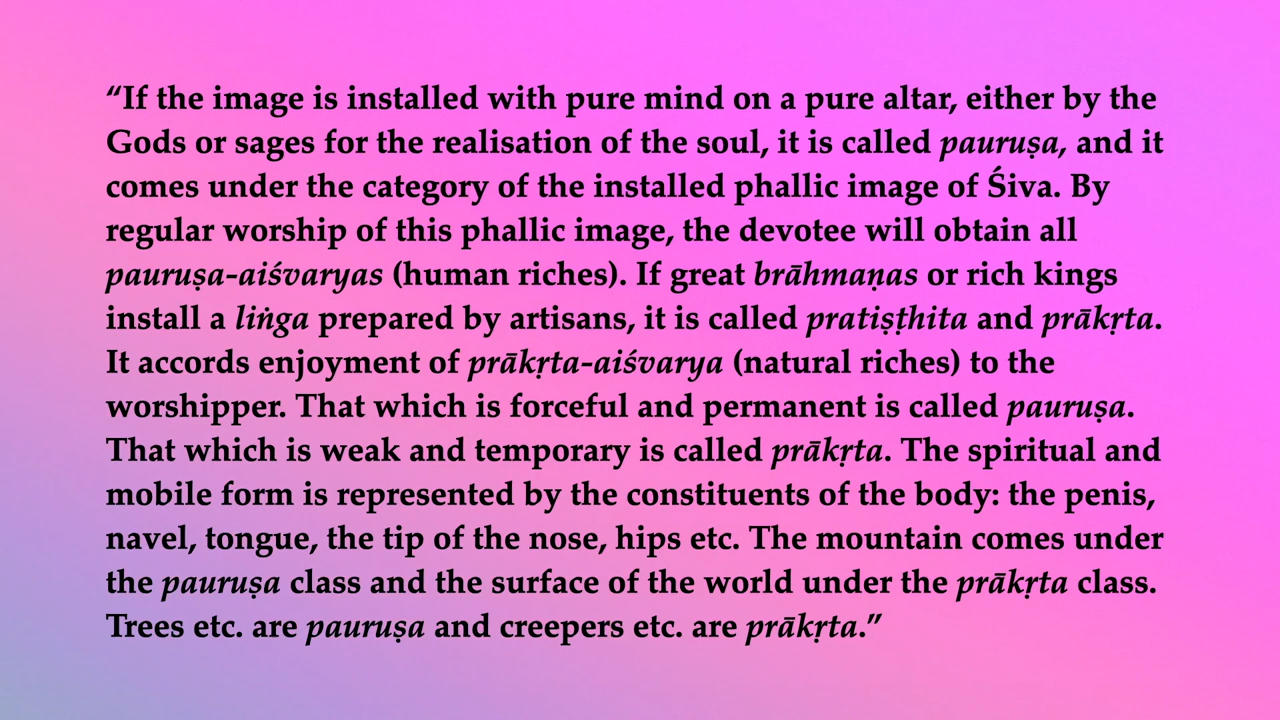 “If the image is installed with pure mind on a pure altar, either by the
Gods or sages for the realisation of the soul, it is called pauruṣa, and it
comes under the category of the installed phallic image of Śiva. By
regular worship of this phallic image, the devotee will obtain all
pauruṣa-aiśvaryas (human riches). If great brāhmaṇas or rich kings
install a liṅga prepared by artisans, it is called pratiṣṭhita and prākṛta.
It accords enjoyment of prākṛta-aiśvarya (natural riches) to the
worshipper. That which is forceful and permanent is called pauruṣa.
That which is weak and temporary is called prākṛta. The spiritual and
mobile form is represented by the constituents of the body: the penis,
navel, tongue, the tip of the nose, hips etc. The mountain comes under
the pauruṣa class and the surface of the world under the prākṛta class.
Trees etc. are pauruṣa and creepers etc. are prākṛta.”